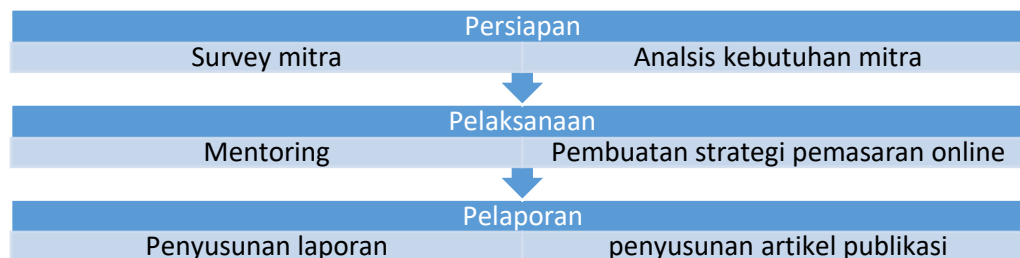 Persiapan
Survey mitra
Analsis kebutuhan mitra
Pelaksanaan
Mentoring
Pembuatan strategi pemasaran online
Pelaporan
Penyusunan laporan
penyusunan artikel publikasi